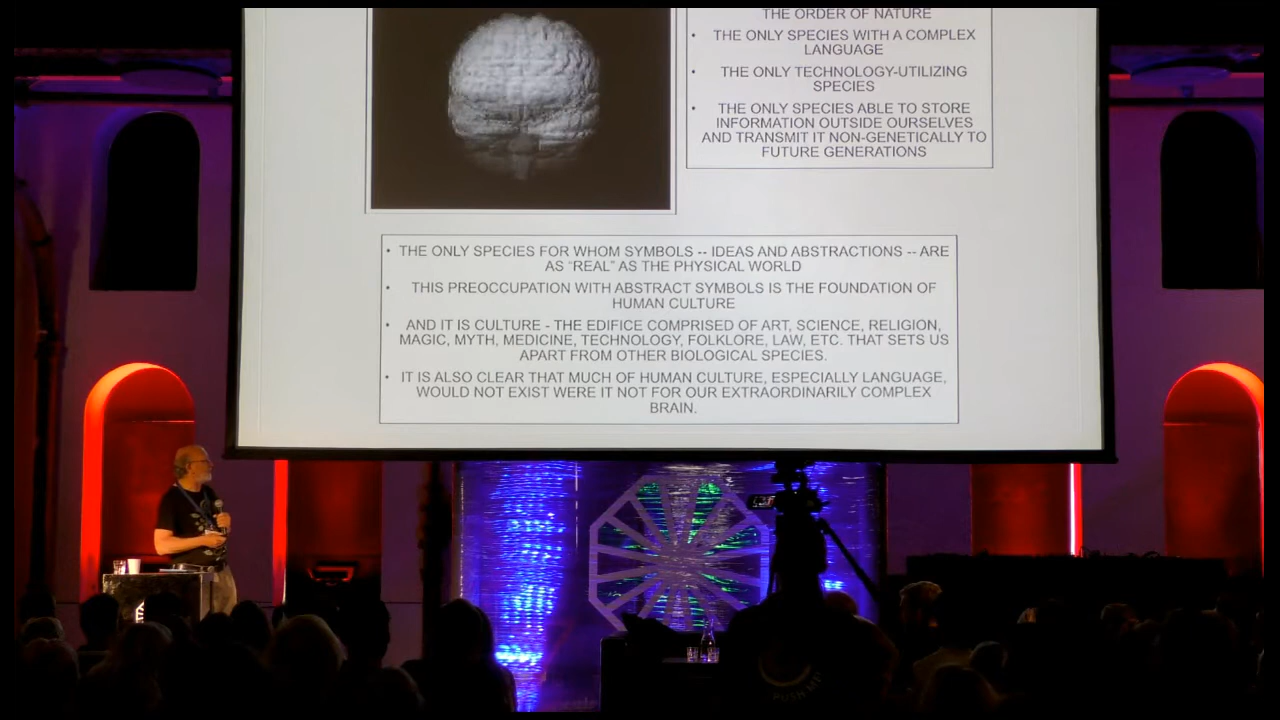 THE ORDER OF NATURE
• THE ONLY SPECIES WITH A COMPLEX
LANGUAGE
• THE ONLY TECHNOLOGY-UTILIZING
SPECIES
• THE ONLY SPECIES ABLE TO STORE
INFORMATION OUTSIDE OURSELVES
AND TRANSMIT IT NON-GENETICALLY TO
FUTURE GENERATIONS
• THE ONLY SPECIES FOR WHOM SYMBOLS -- IDEAS AND ABSTRACTIONS -- ARE
AS "REAL" AS THE PHYSICAL WORLD
• THIS PREOCCUPATION WITH ABSTRACT SYMBOLS IS THE FOUNDATION OF
HUMAN CULTURE
• AND IT IS CULTURE - THE EDIFICE COMPRISED OF ART, SCIENCE, RELIGION,
MAGIC, MYTH, MEDICINE, TECHNOLOGY, FOLKLORE, LAW, ETC. THAT SETS US
APART FROM OTHER BIOLOGICAL SPECIES.
• IT IS ALSO CLEAR THAT MUCH OF HUMAN CULTURE, ESPECIALLY LANGUAGE,
WOULD NOT EXIST WERE IT NOT FOR OUR EXTRAORDINARILY COMPLEX
BRAIN.